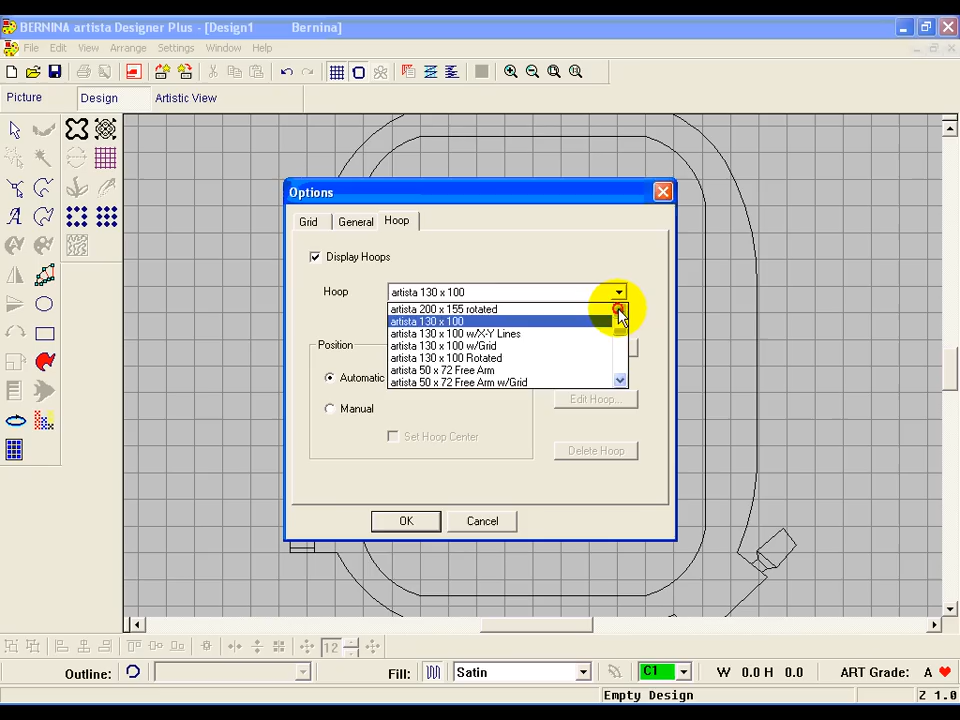 BERNINA artista Designer Plus - [Design1 Bernina]
File Edit View Arrange Settings Window Help
Picture Design Artistic View
Options
Grid General Hoop
Display Hoops
Hoop artista 130 x 100
artista 200 x 155 rotated
artista 130 x 100
artista 130 x 100 w/X-Y Lines
artista 130 x 100 w/Grid
artista 130 x 100 Rotated
artista 50 x 72 Free Arm
artista 50 x 72 Free Arm w/Grid
Position
Automatic
Manual
Set Hoop Center
Edit Hoop...
Delete Hoop
OK Cancel
12
Outline: Fill: Satin C1 W 0.0 H 0.0 ART Grade: A
Empty Design Z 1.0